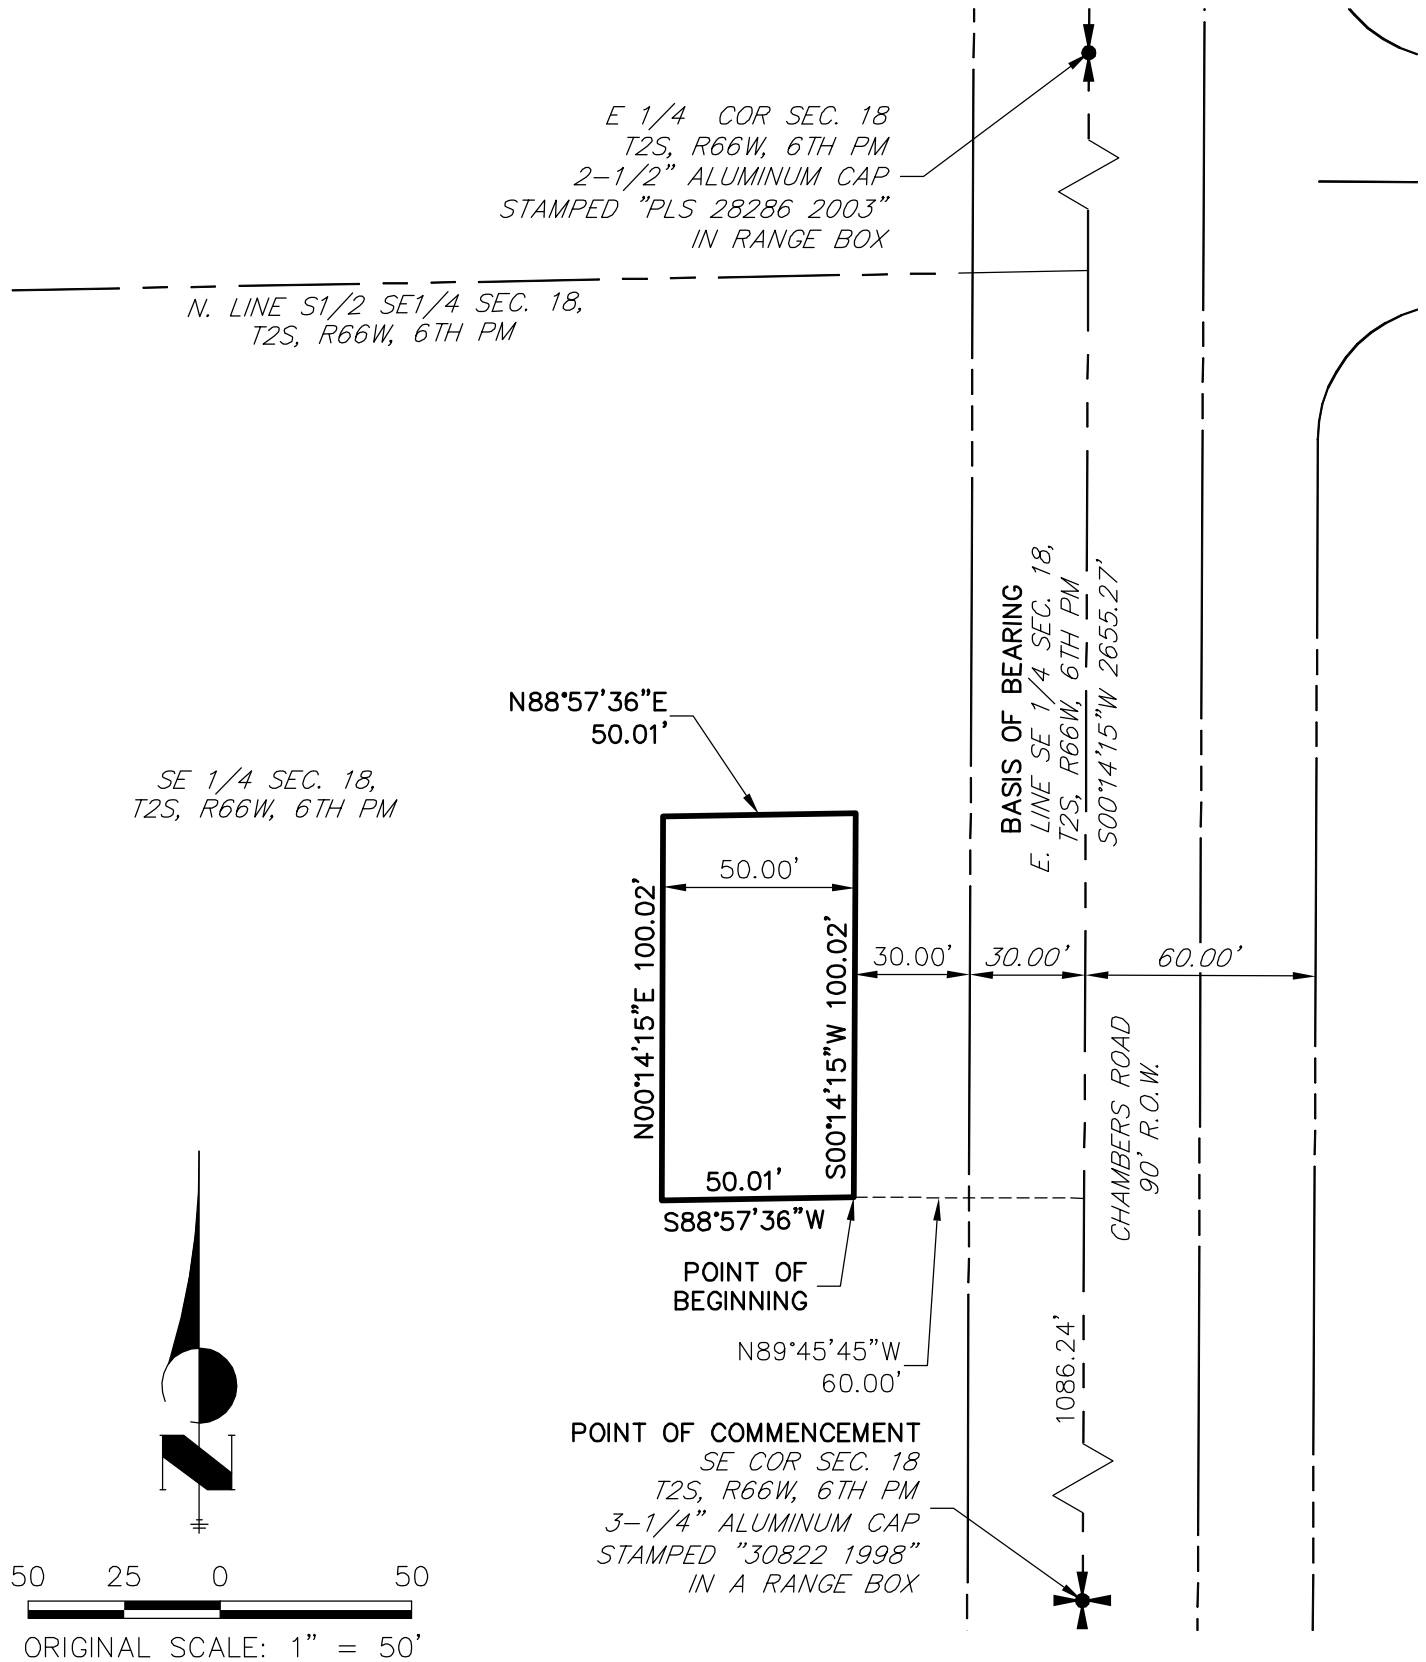 E 1/4 COR SEC. 18
T2S, R66W, 6TH PM
2-1/2" ALUMINUM CAP
STAMPED "PLS 28286 2003"
IN RANGE BOX
N. LINE S1/2 SE1/4 SEC. 18,
T2S, R66W, 6TH PM
BASIS OF BEARING
E. LINE SE 1/4 SEC. 18,
T2S, R66W, 6TH PM
S00°14'15"W 2655.27'
N88°57'36"E
50.01'
SE 1/4 SEC. 18,
T2S, R66W, 6TH PM
50.00'
N00°14'15"E 100.02'
S00°14'15"W 100.02'
30.00'
30.00'
60.00'
CHAMBERS ROAD
90' R.O.W.
50.01'
S88°57'36"W
POINT OF
BEGINNING
N89°45'45"W
60.00'
1086.24'
POINT OF COMMENCEMENT
SE COR SEC. 18
T2S, R66W, 6TH PM
3-1/4" ALUMINUM CAP
STAMPED "30822 1998"
IN A RANGE BOX
N
50 25 0 50
ORIGINAL SCALE: 1" = 50'